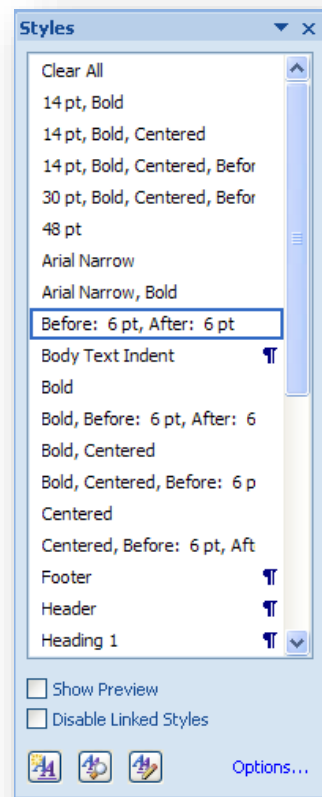 Styles
Clear All
14 pt, Bold
14 pt, Bold, Centered
14 pt, Bold, Centered, Befor
30 pt, Bold, Centered, Befor
48 pt
Arial Narrow
Arial Narrow, Bold
Before: 6 pt, After: 6 pt
Body Text Indent ¶
Bold
Bold, Before: 6 pt, After: 6
Bold, Centered
Bold, Centered, Before: 6 p
Centered
Centered, Before: 6 pt, Aft
Footer ¶
Header ¶
Heading 1 ¶
Show Preview
Disable Linked Styles
Options...